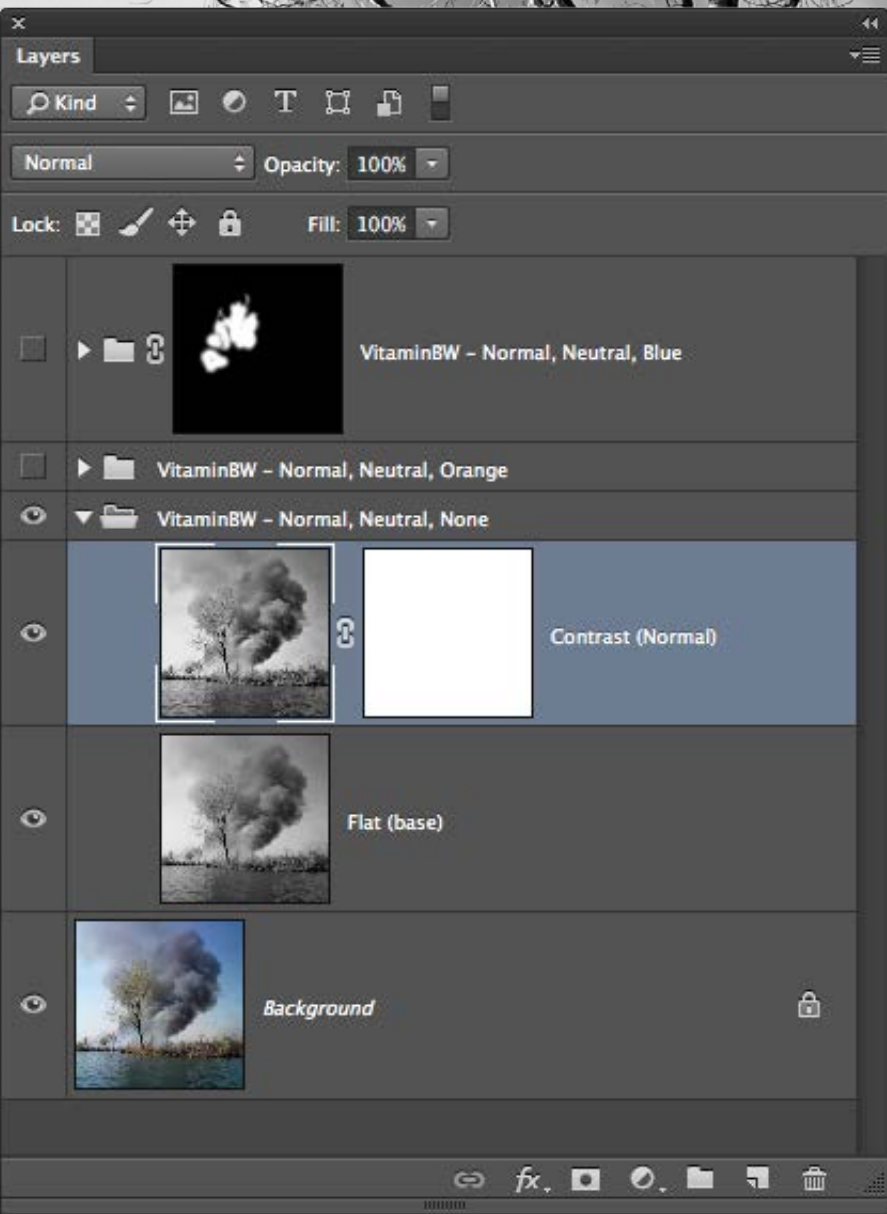 Layers
Kind
Normal Opacity: 100%
Lock: Fill: 100%
VitaminBW – Normal, Neutral, Blue
VitaminBW – Normal, Neutral, Orange
VitaminBW – Normal, Neutral, None
Contrast (Normal)
Flat (base)
Background
fx.